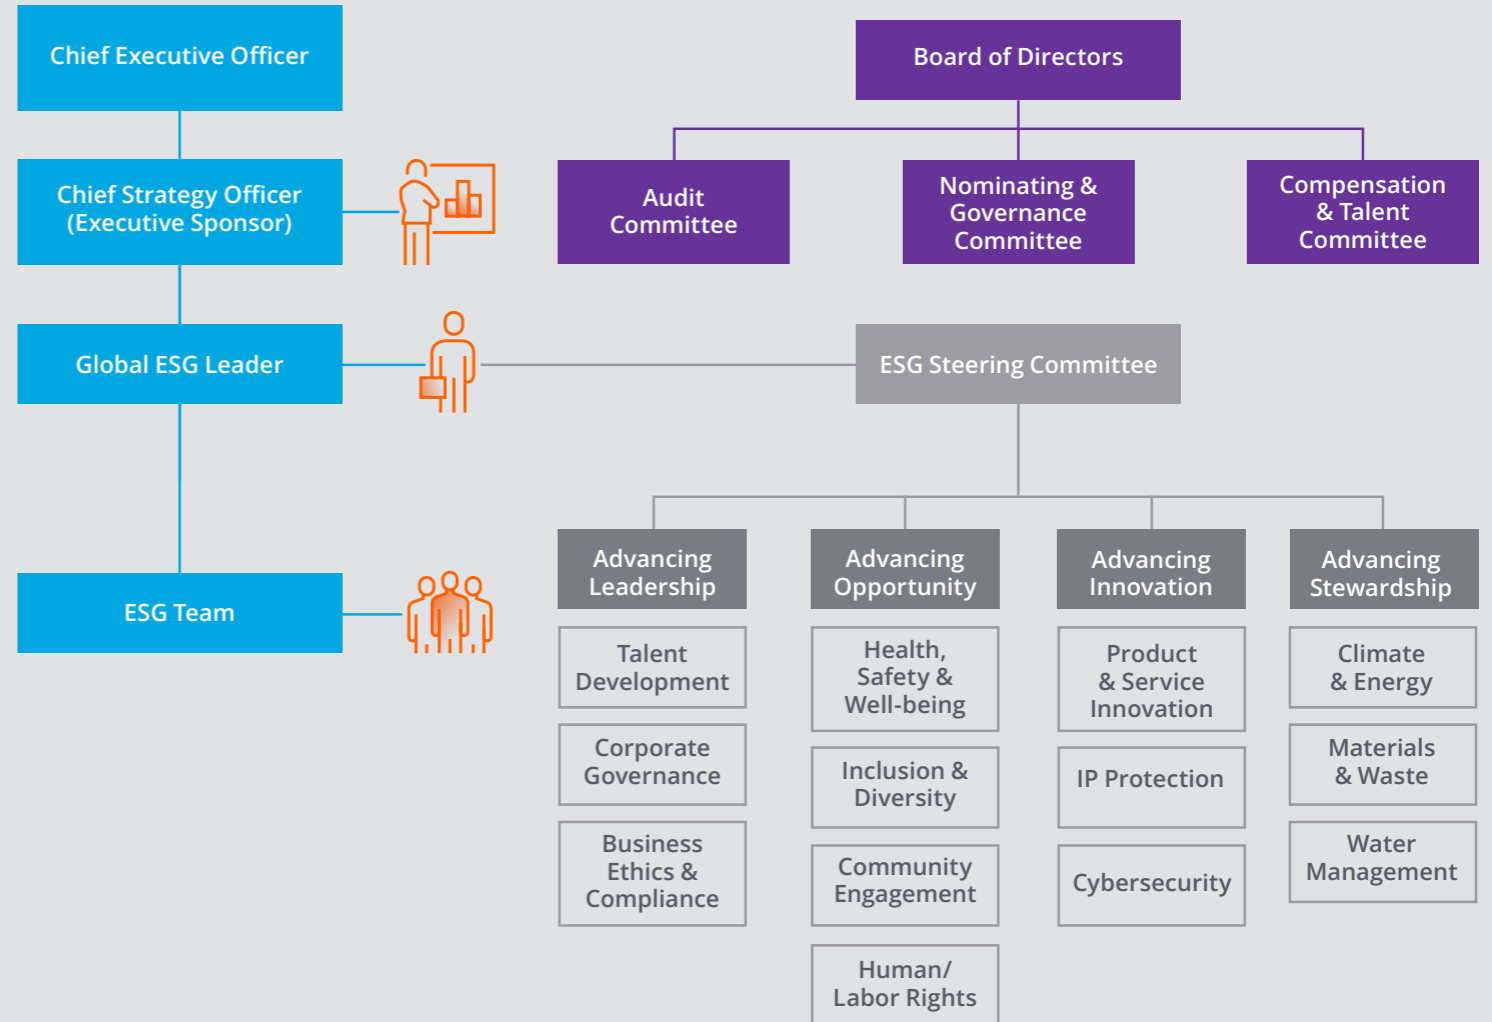 Chief Executive Officer
Chief Strategy Officer
(Executive Sponsor)
Global ESG Leader
ESG Team
Board of Directors
Audit
Committee
Nominating &
Governance
Committee
Compensation
& Talent
Committee
ESG Steering Committee
Advancing
Leadership
Talent
Development
Corporate
Governance
Business
Ethics &
Compliance
Advancing
Opportunity
Health,
Safety &
Well-being
Inclusion &
Diversity
Community
Engagement
Human/
Labor Rights
Advancing
Innovation
Product
& Service
Innovation
IP Protection
Cybersecurity
Advancing
Stewardship
Climate
& Energy
Materials
& Waste
Water
Management